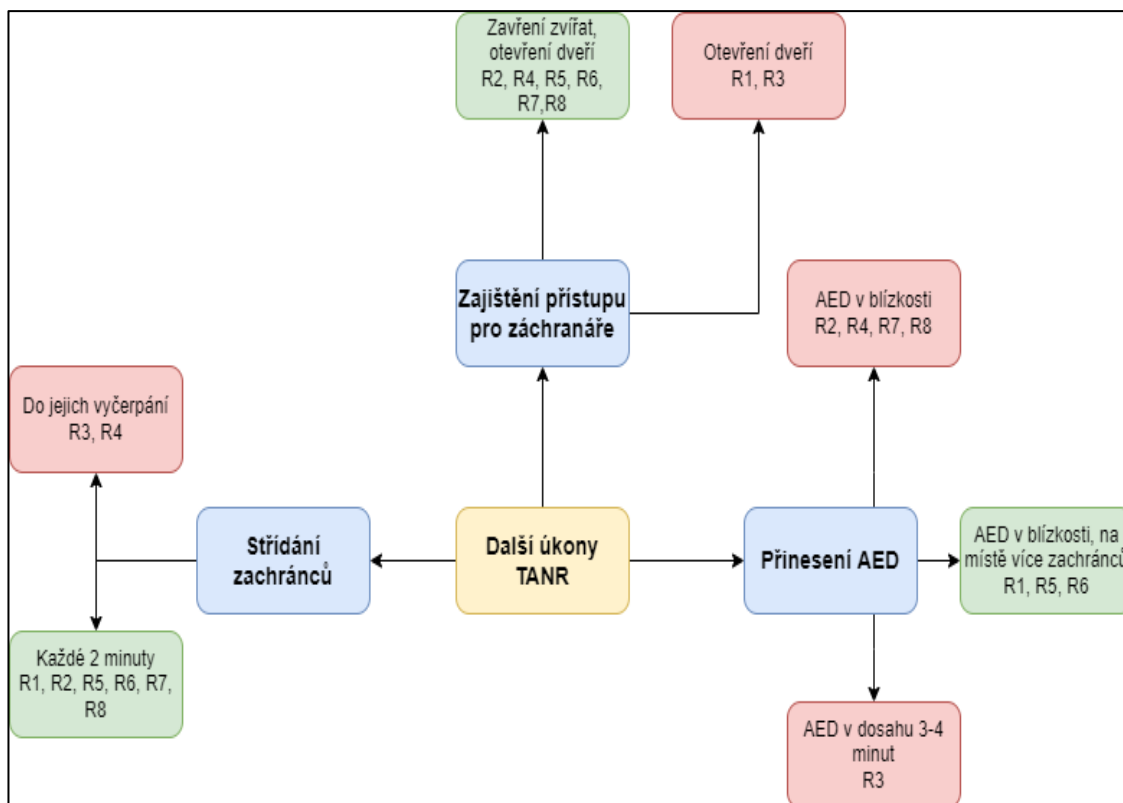 Zavření zvířat,
otevření dveří
R2, R4, R5, R6,
R7,R8
Otevření dveří
R1, R3
Zajištění přístupu
pro záchranáře
AED v blízkosti
R2, R4, R7, R8
Do jejich vyčerpání
R3, R4
Střídání
zachránců
Další úkony
TANR
Přinesení AED
AED v blízkosti, na
místě více zachránců
R1, R5, R6
Každé 2 minuty
R1, R2, R5, R6, R7,
R8
AED v dosahu 3-4
minut
R3